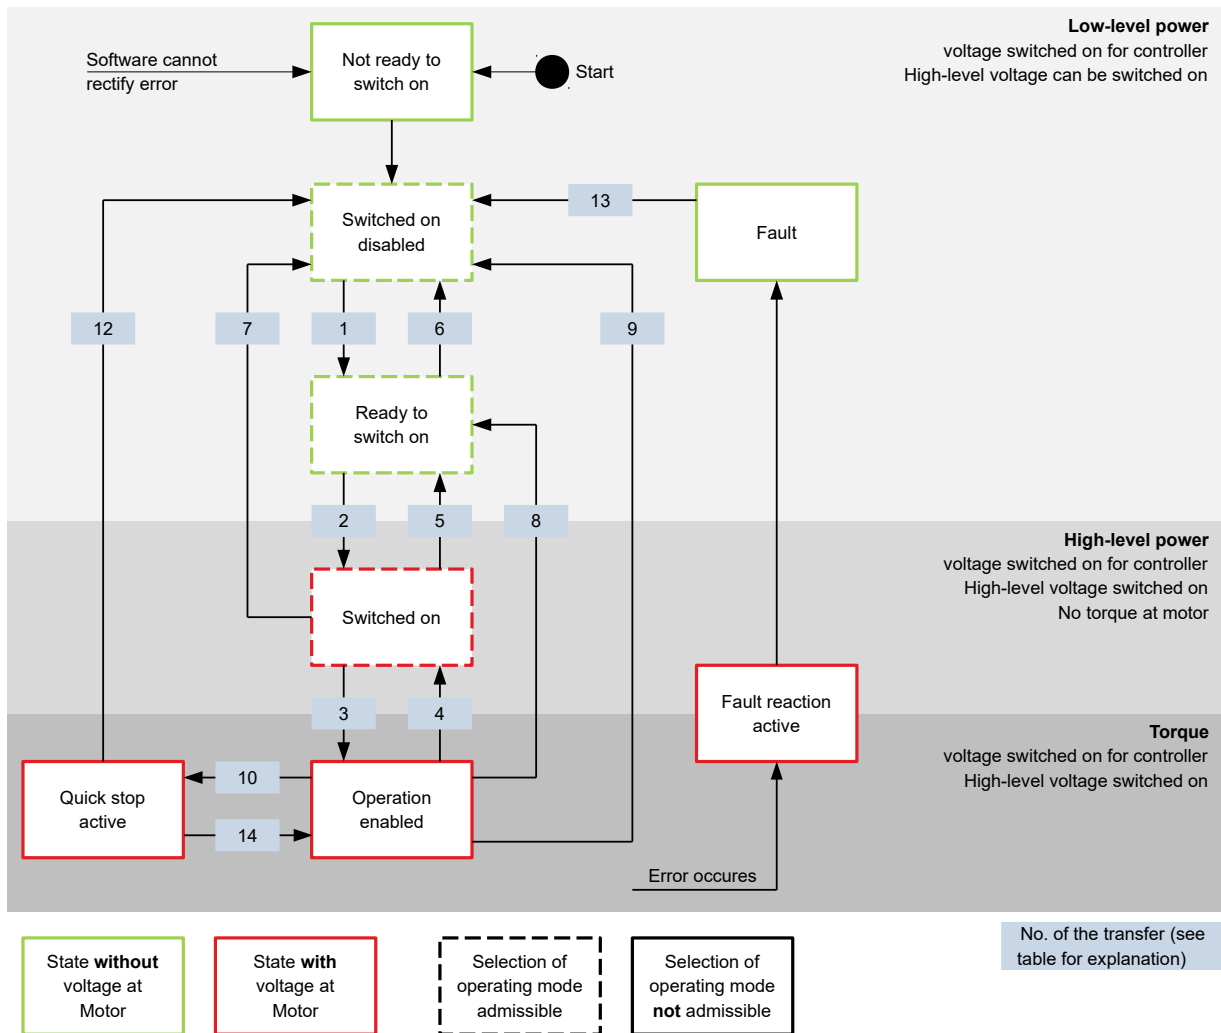 Low-level power
voltage switched on for controller
High-level voltage can be switched on
Software cannot
rectify error
Not ready to
switch on
Start
Switched on
disabled
13
Fault
12
7
1
6
9
Ready to
switch on
2
5
8
High-level power
voltage switched on for controller
High-level voltage switched on
No torque at motor
Switched on
3
4
Fault reaction
active
Torque
voltage switched on for controller
High-level voltage switched on
Quick stop
active
10
14
Operation
enabled
Error occures
State without
voltage at
Motor
State with
voltage at
Motor
Selection of
operating mode
admissible
Selection of
operating mode
not admissible
No. of the transfer (see
table for explanation)